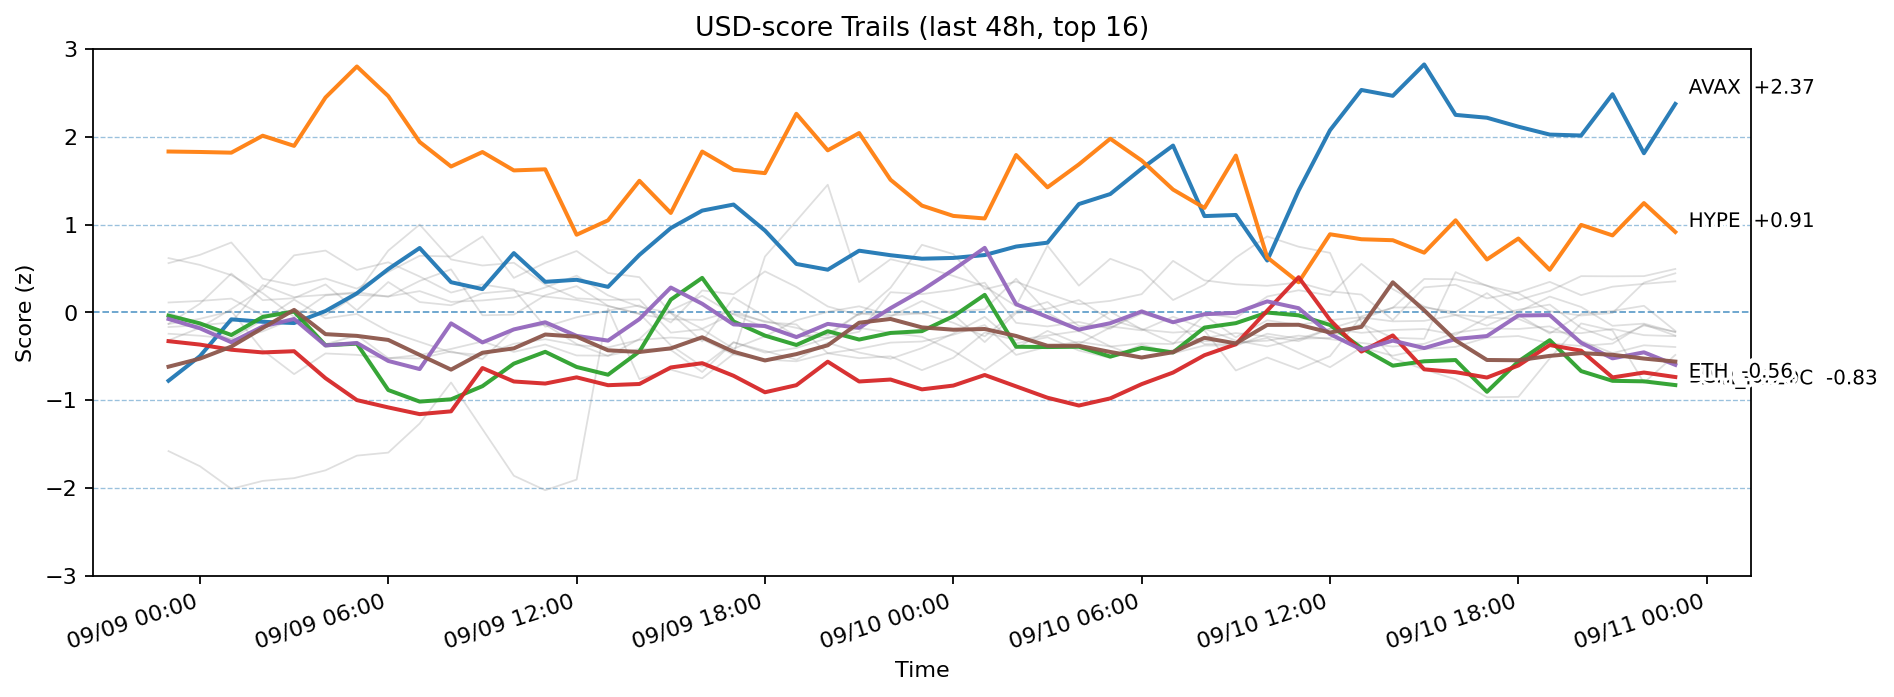 USD-score Trails (last 48h, top 16)
Score (z)
3
2
1
0
−1
−2
−3
AVAX +2.37
HYPE +0.91
ETH -0.56
-0.83
09/09 00:00
09/09 06:00
09/09 12:00
09/09 18:00
09/10 00:00
09/10 06:00
09/10 12:00
09/10 18:00
09/11 00:00
Time